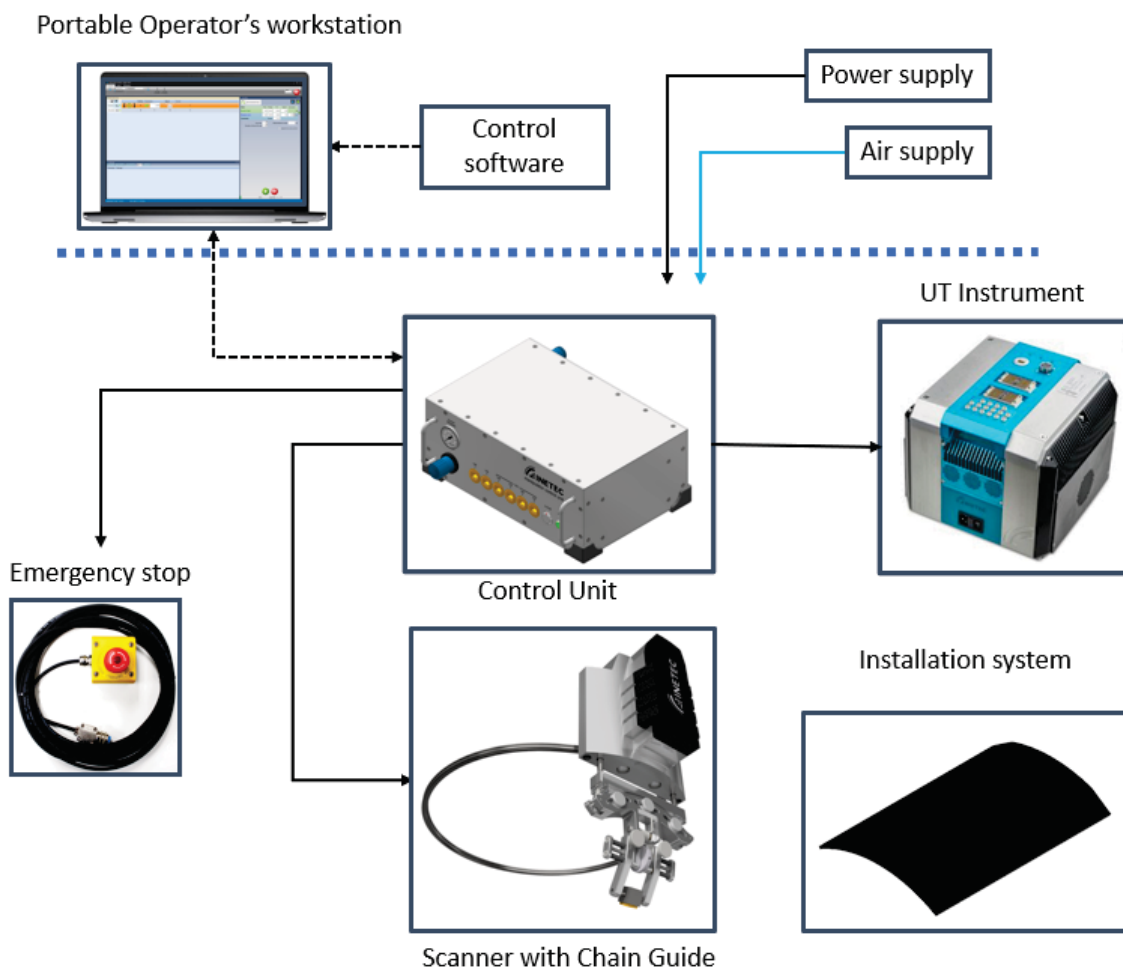 Portable Operator's workstation
Power supply
Control
software
Air supply
UT Instrument
INETEC
Control Unit
Emergency stop
Installation system
INETEC
Scanner with Chain Guide